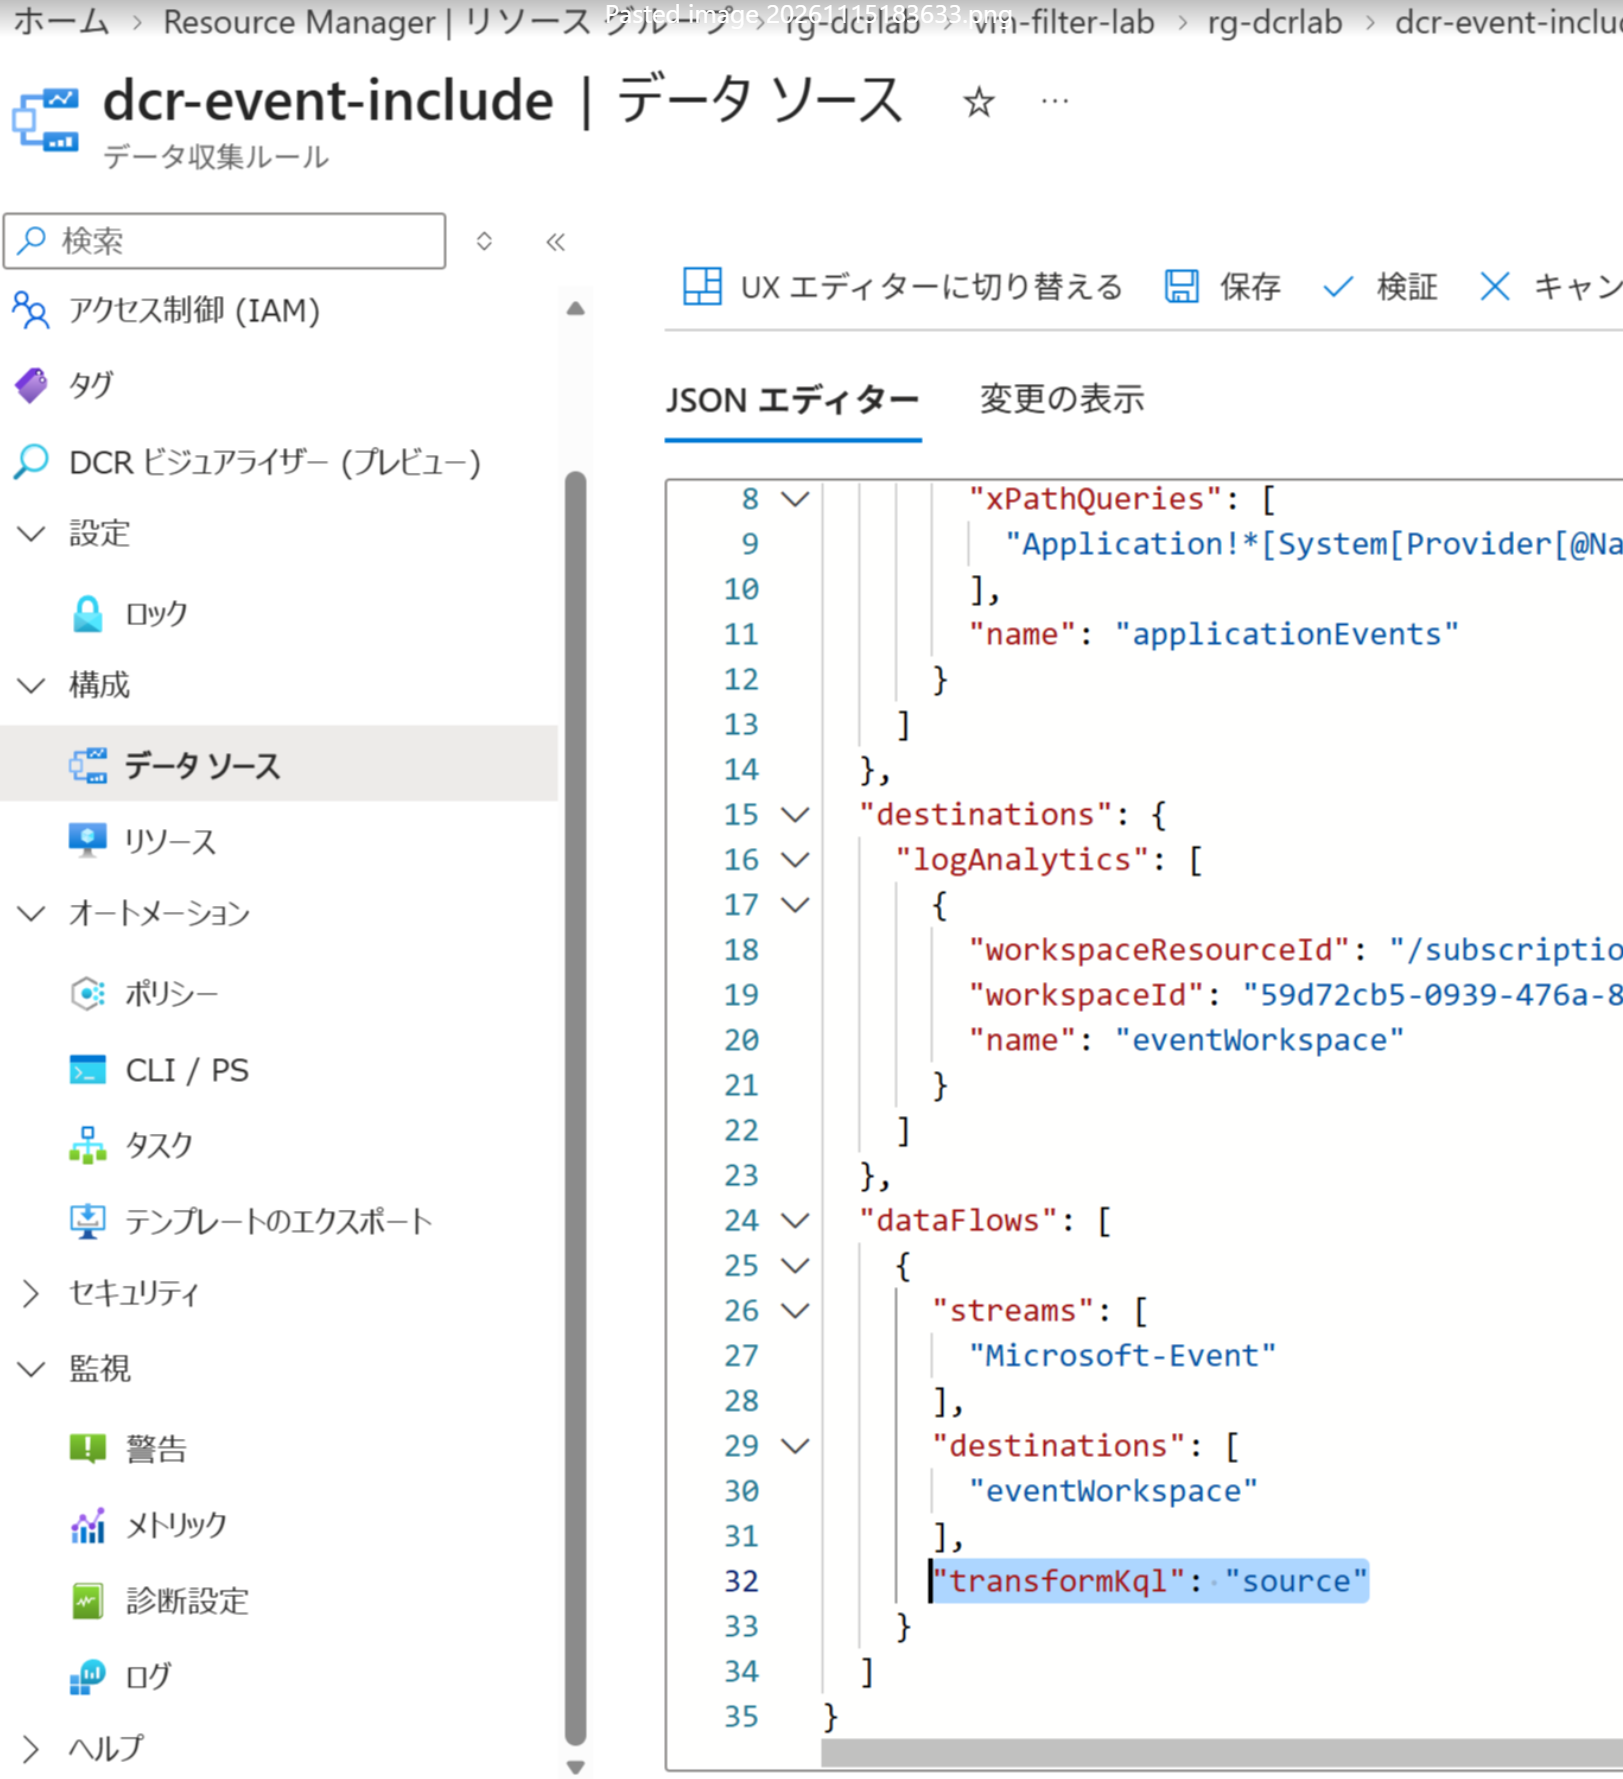 ホーム > Resource Manager | リソース グループ > rg-dcrlab > vm-filter-lab > rg-dcrlab > dcr-event-inclu
Pasted image 20261115183633.png
dcr-event-include | データ ソース
データ収集ルール
検索
アクセス制御 (IAM)
タグ
DCR ビジュアライザー (プレビュー)
設定
ロック
構成
データ ソース
リソース
オートメーション
ポリシー
CLI / PS
タスク
テンプレートのエクスポート
セキュリティ
監視
警告
メトリック
診断設定
ログ
ヘルプ
UX エディターに切り替える 保存 検証 キャン
JSON エディター 変更の表示
8 "xPathQueries": [
9 "Application!*[System[Provider[@Na
10 ],
11 "name": "applicationEvents"
12 }
13 ]
14 },
15 "destinations": {
16 "logAnalytics": [
17 {
18 "workspaceResourceId": "/subscriptio
19 "workspaceId": "59d72cb5-0939-476a-8
20 "name": "eventWorkspace"
21 }
22 ]
23 },
24 "dataFlows": [
25 {
26 "streams": [
27 "Microsoft-Event"
28 ],
29 "destinations": [
30 "eventWorkspace"
31 ],
32 "transformKql": "source"
33 }
34 ]
35 }